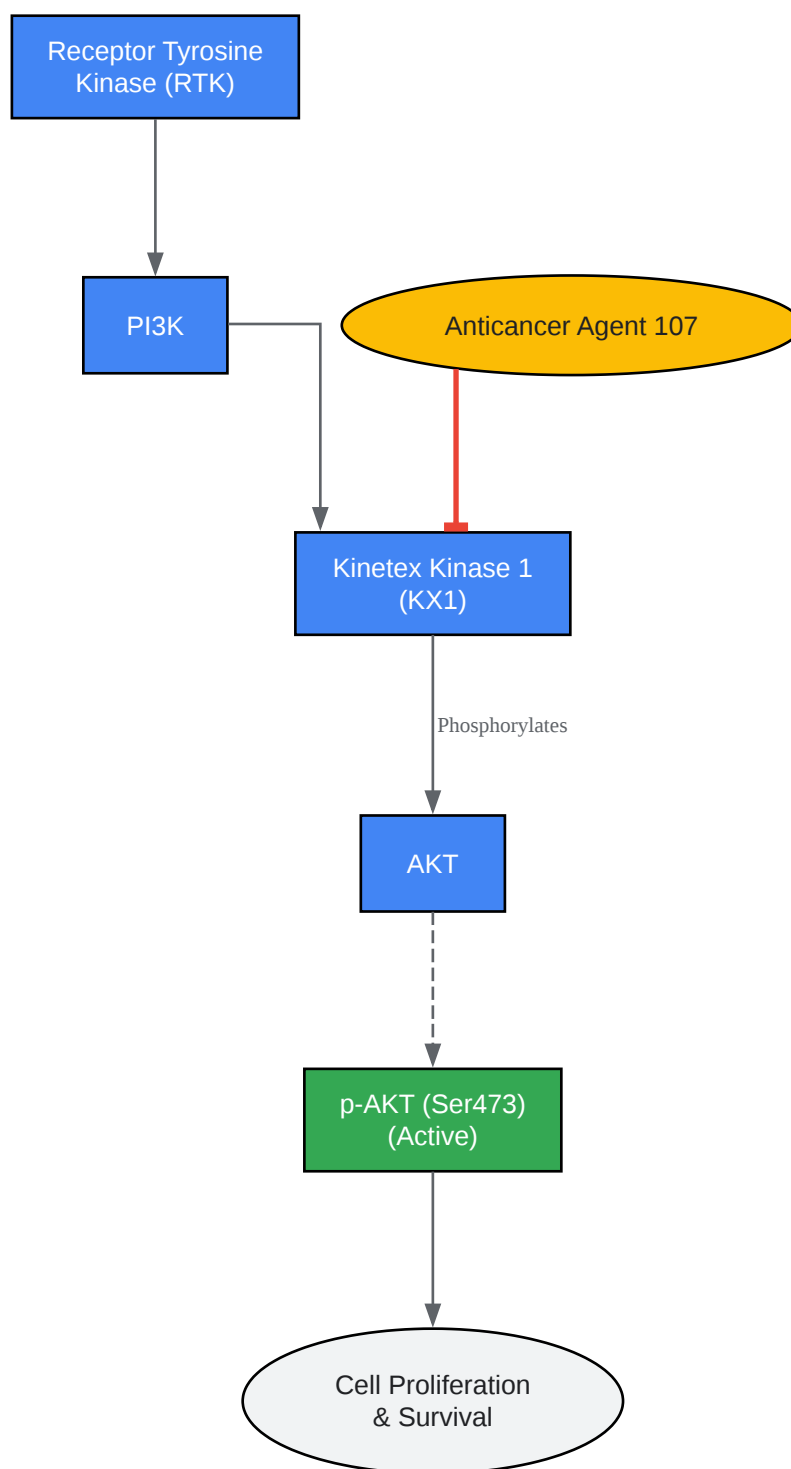 Receptor Tyrosine
Kinase (RTK)
PI3K
Anticancer Agent 107
Kinetex Kinase 1
(KX1)
Phosphorylates
AKT
p-AKT (Ser473)
(Active)
Cell Proliferation
& Survival